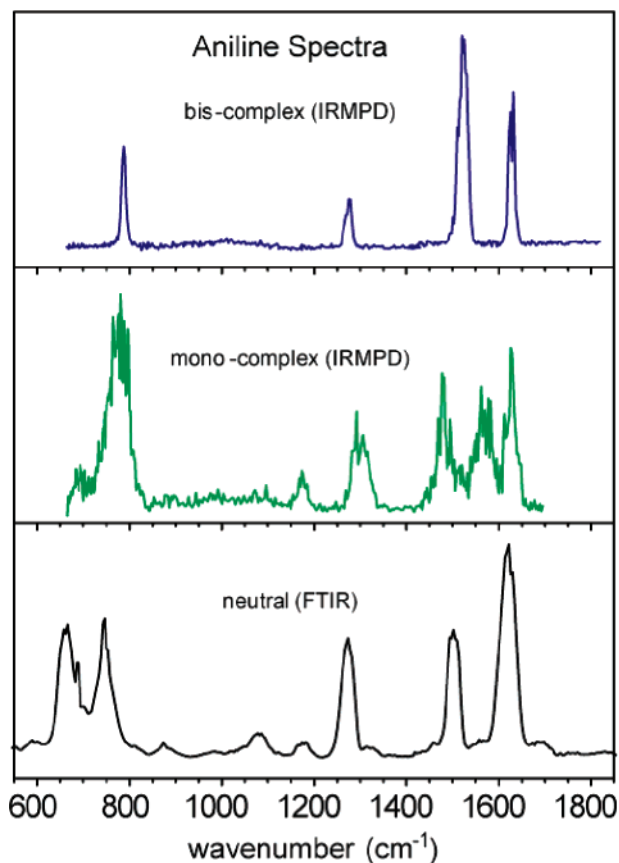 Aniline Spectra
bis-complex (IRMPD)
mono-complex (IRMPD)
neutral (FTIR)
600 800 1000 1200 1400 1600 1800
wavenumber (cm⁻¹)